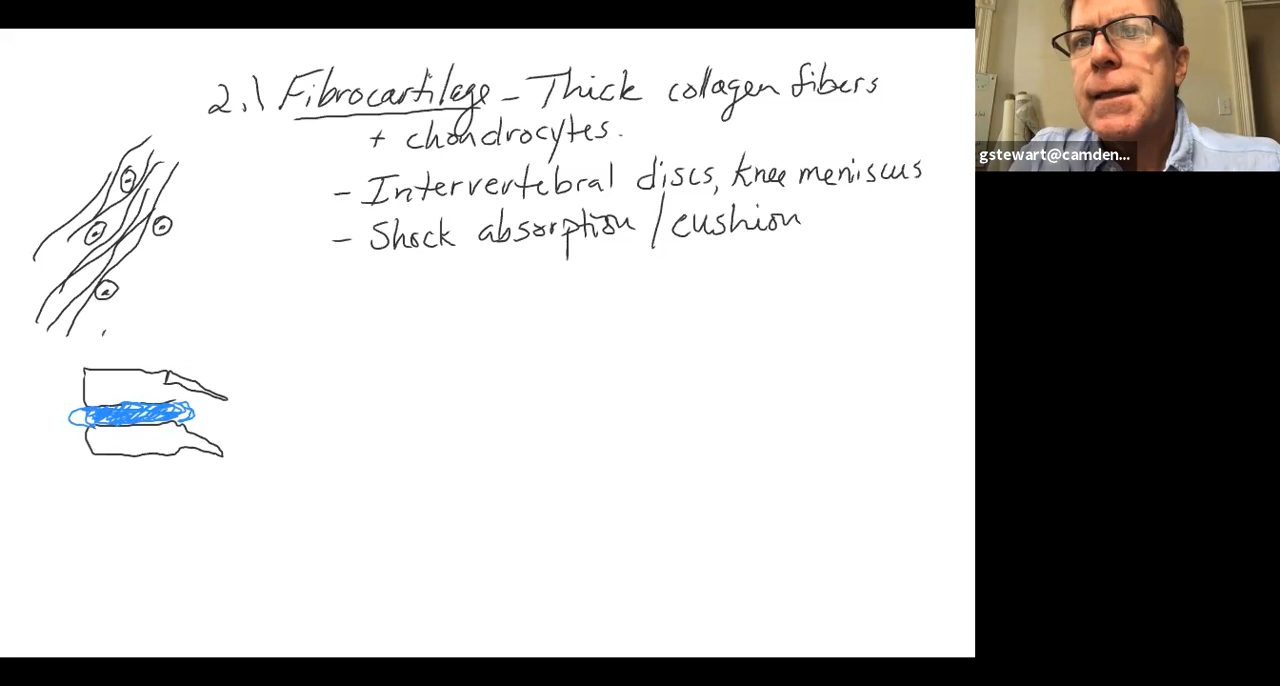 2.1 Fibrocartilage - Thick collagen fibers
+ chondrocytes.
- Intervertebral discs, knee meniscus
- Shock absorption / cushion
gstewart@camden...